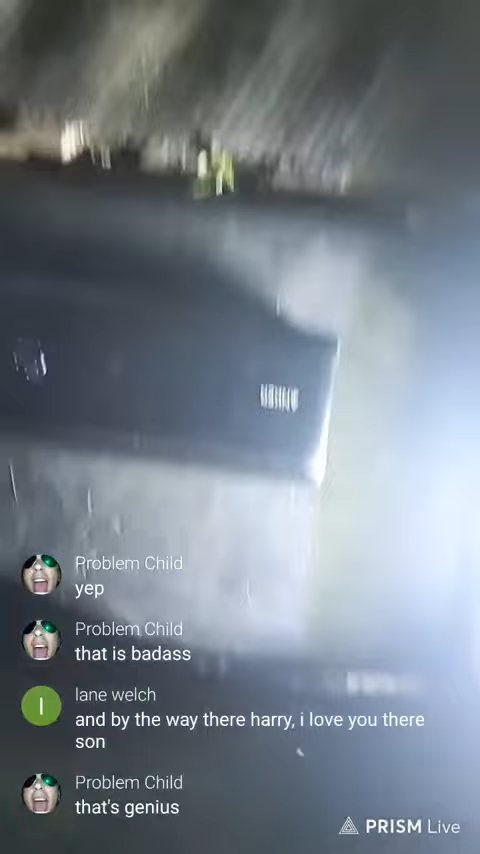 Problem Child
yep
Problem Child
that is badass
lane welch
and by the way there harry, i love you there
son
Problem Child
that's genius
PRISM Live